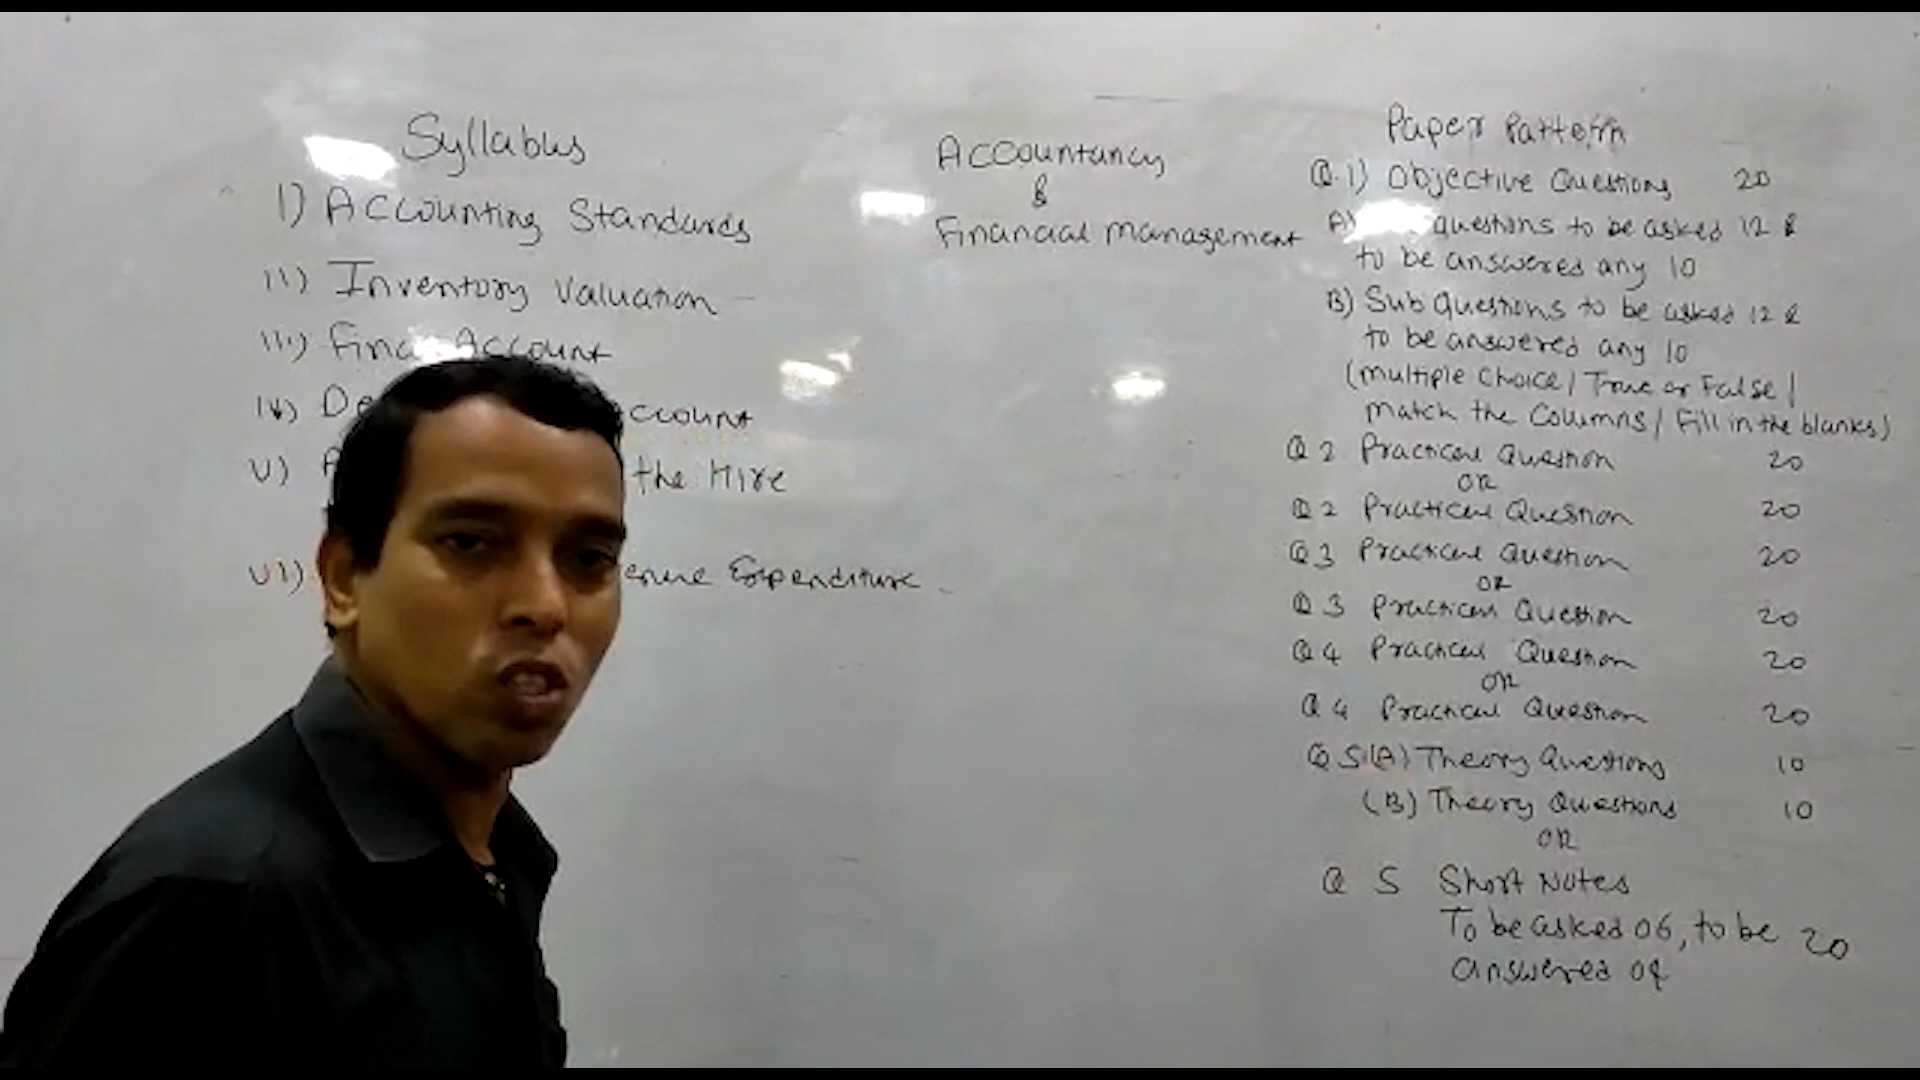 Syllabus
I) Accounting Standards
II) Inventory Valuation
III) Final Account
IV) De ccount
V) the Hire
VI) enue Expenditure
Accountancy
&
Financial management
Paper Pattern
Q.1) Objective Questions 20
A) questions to be asked 12 &
to be answered any 10
B) Sub Questions to be asked 12 &
to be answered any 10
(multiple choice / True or False /
match the columns / Fill in the blanks)
Q 2 Practical Question 20
OR
Q 2 Practical Question 20
Q 3 Practical Question 20
OR
Q 3 Practical Question 20
Q 4 Practical Question 20
OR
Q 4 Practical Question 20
Q 5 (A) Theory Questions 10
(B) Theory Questions 10
OR
Q 5 Short Notes
To be asked 06, to be 20
answered 04